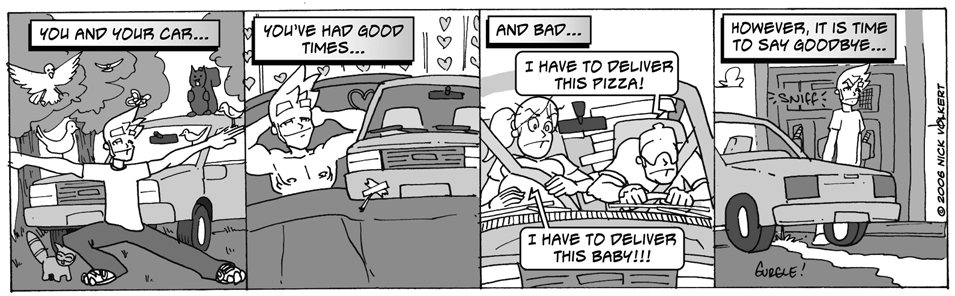 YOU AND YOUR CAR...
YOU'VE HAD GOOD
TIMES...
AND BAD...
I HAVE TO DELIVER
THIS PIZZA!
I HAVE TO DELIVER
THIS BABY!!!
HOWEVER, IT IS TIME
TO SAY GOODBYE...
SNIFF
GURGLE!
© 2006 NICK VOLKERT